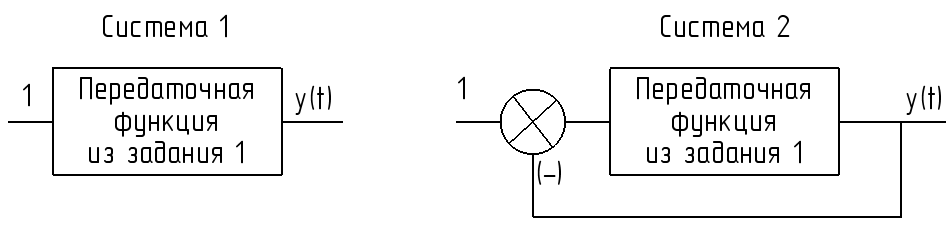 Система 1
1
Передаточная
функция
из задания 1
y(t)
Система 2
1
(-)
Передаточная
функция
из задания 1
y(t)